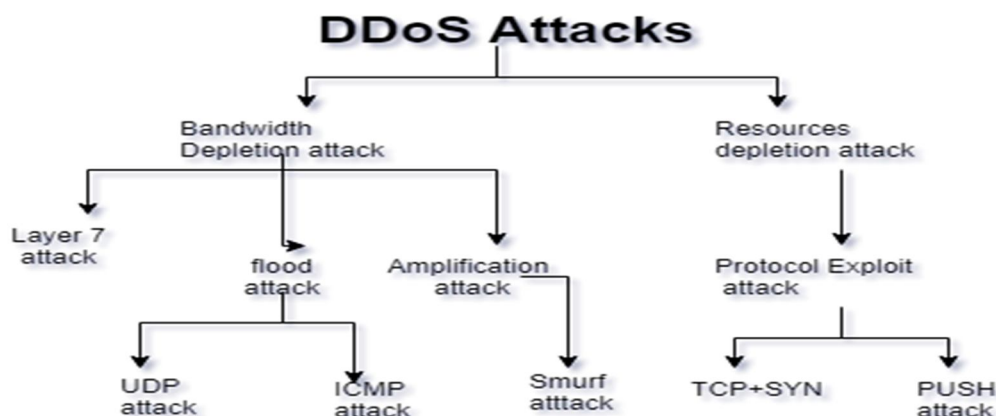 DDoS Attacks
Bandwidth
Depletion attack
Resources
depletion attack
Layer 7
attack
flood
attack
Amplification
attack
Protocol Exploit
attack
UDP
attack
ICMP
attack
Smurf
atttack
TCP+SYN
PUSH
attack